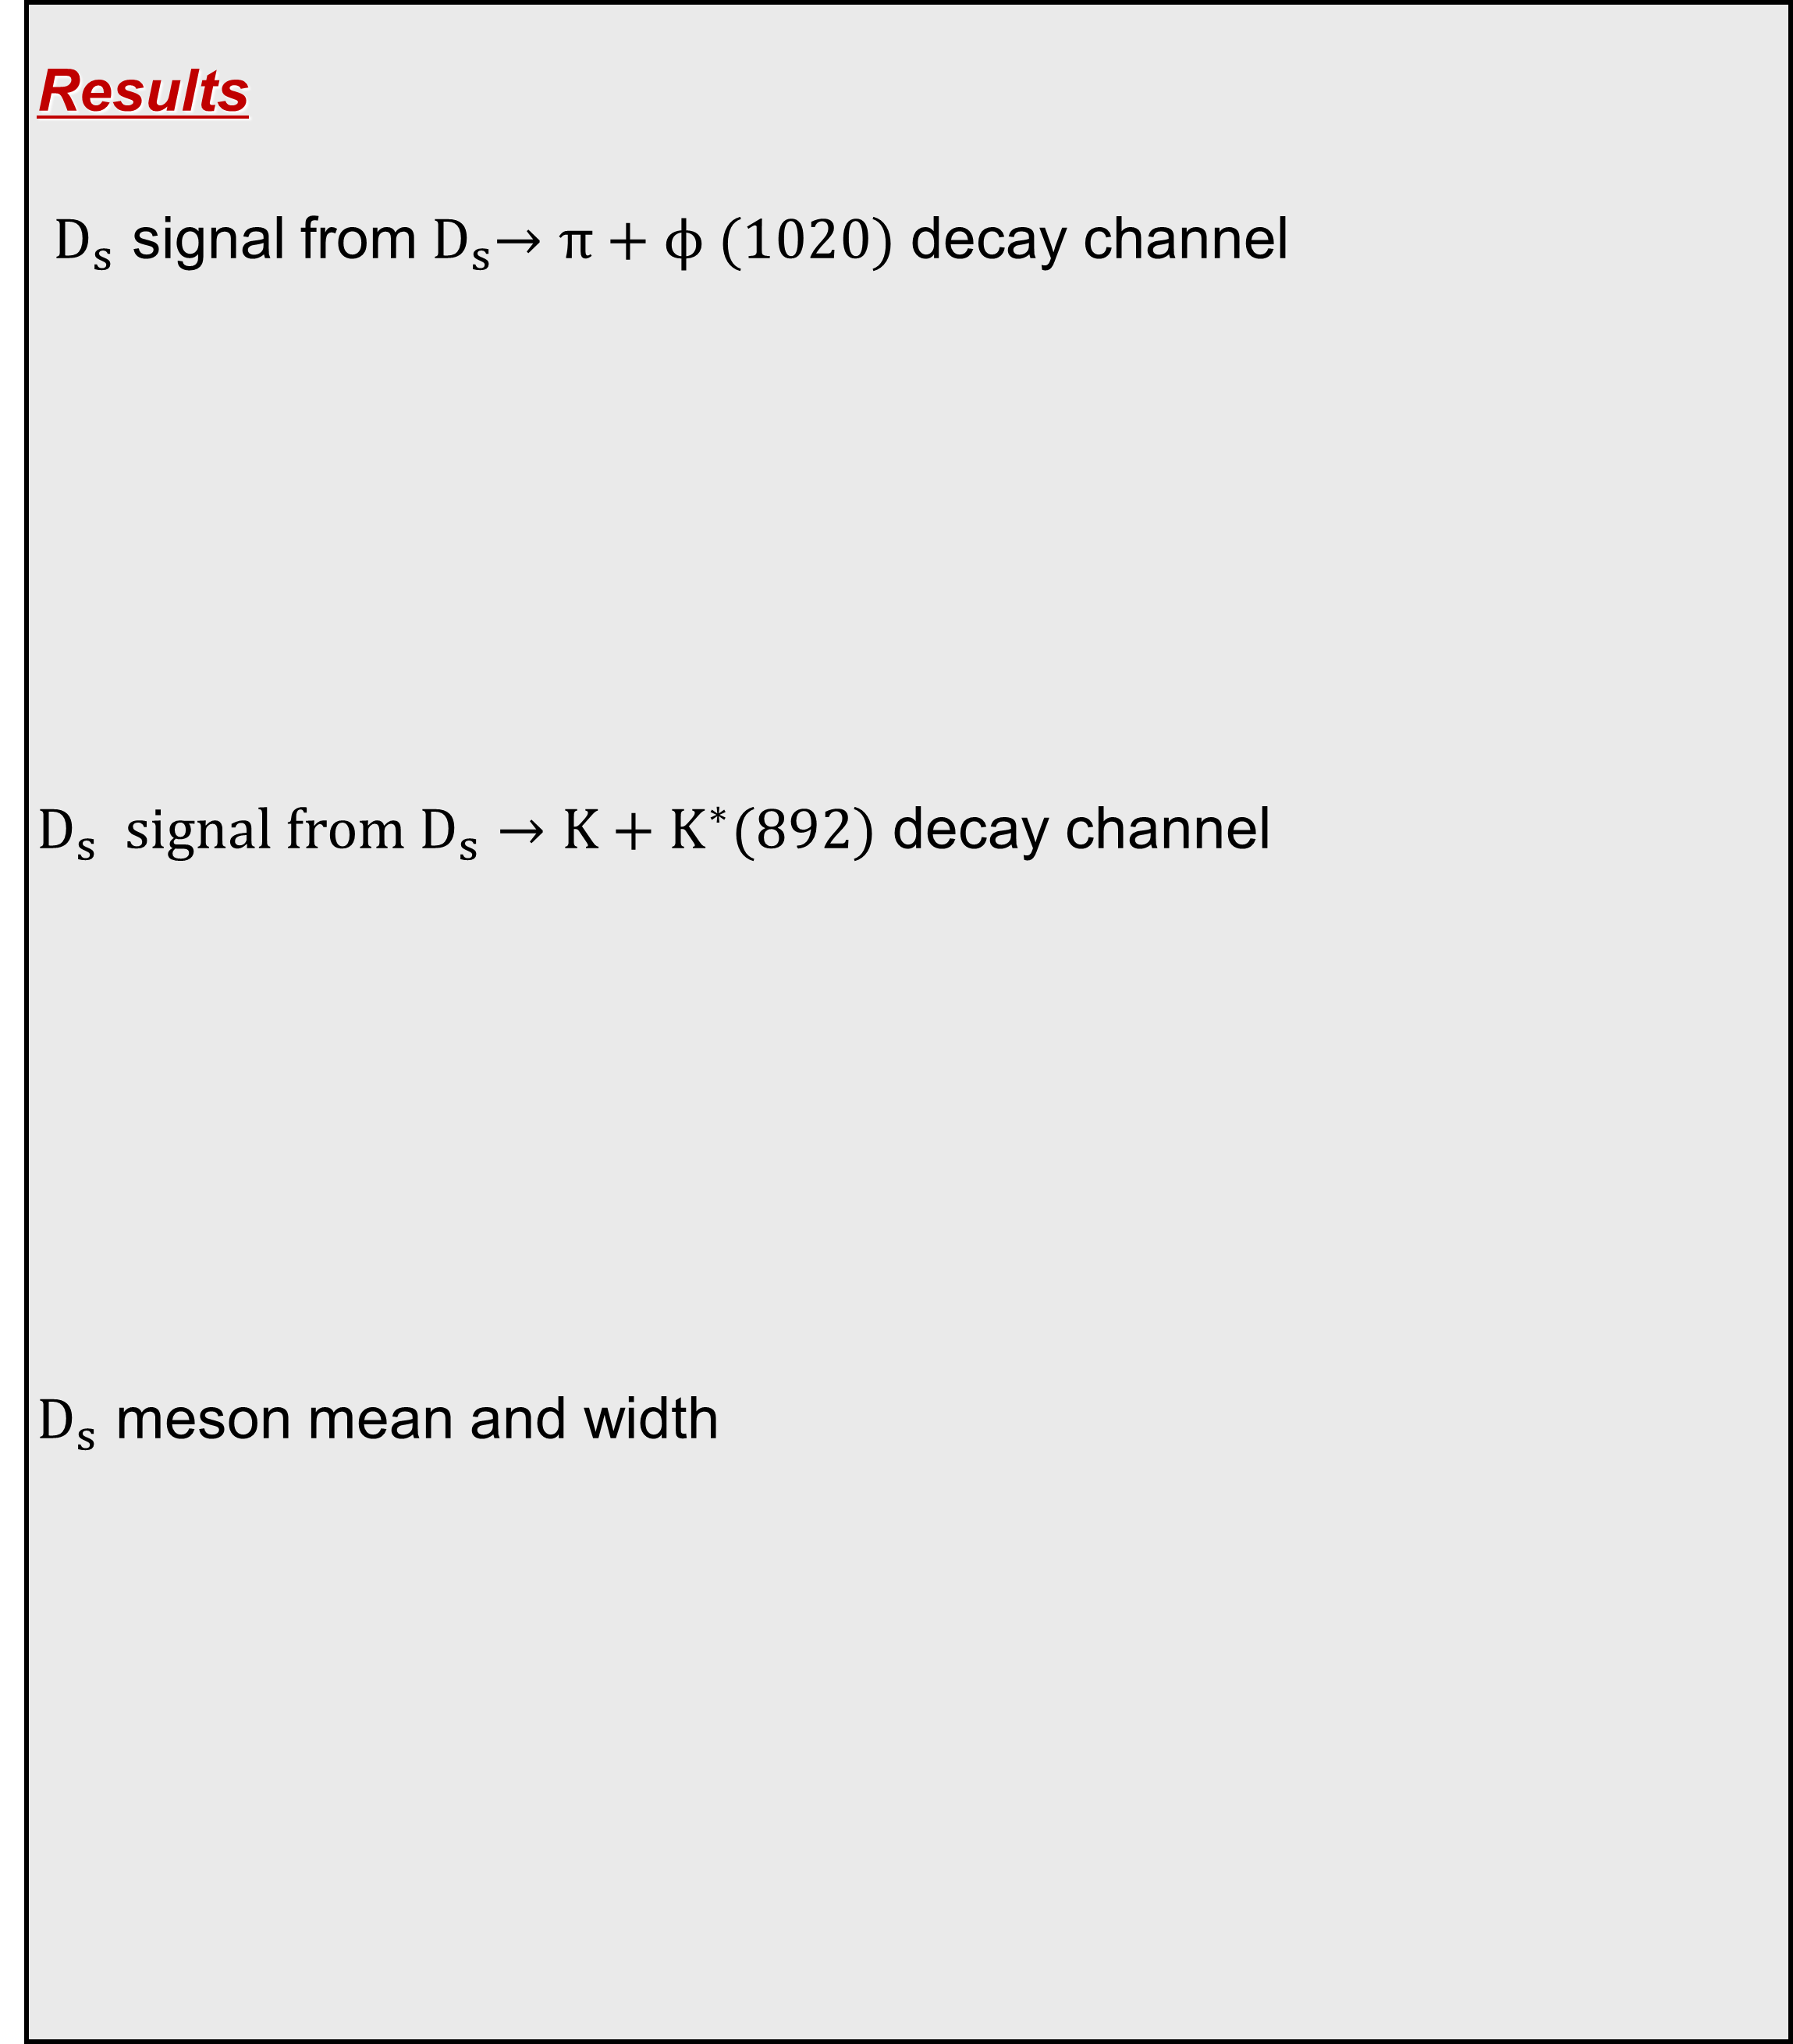 Results
Dₛ signal from Dₛ→ π + ϕ (1020) decay channel
Dₛ signal from Dₛ → K + K*(892) decay channel
Dₛ meson mean and width